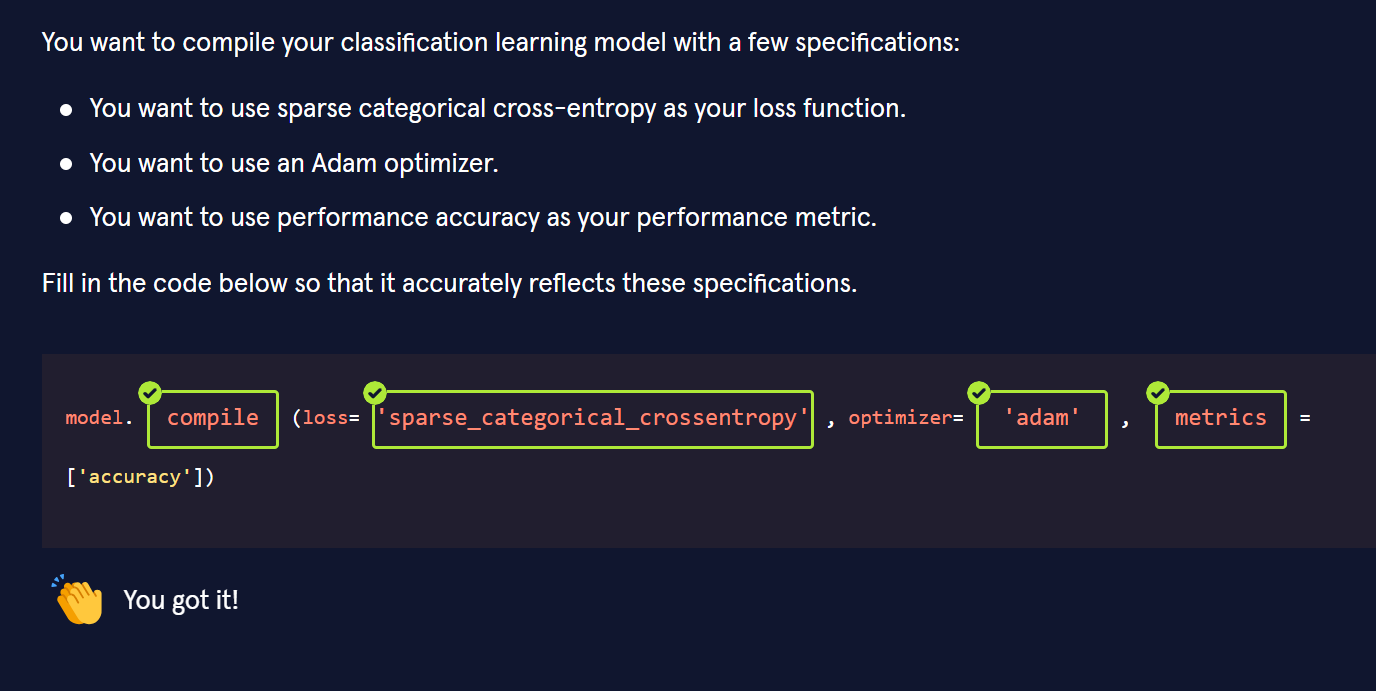 You want to compile your classification learning model with a few specifications:
● You want to use sparse categorical cross-entropy as your loss function.
● You want to use an Adam optimizer.
● You want to use performance accuracy as your performance metric.
Fill in the code below so that it accurately reflects these specifications.
model. compile (loss= 'sparse_categorical_crossentropy' , optimizer= 'adam' , metrics =
['accuracy'])
You got it!